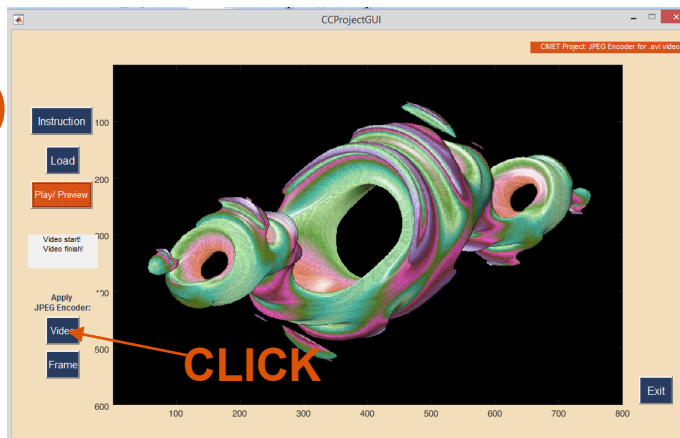 CCProjectGUI
CIMET Project: JPEG Encoder for .avi video
Instruction
Load
Play/ Preview
Video start!
Video finish!
Apply
JPEG Encoder:
Video
Frame
CLICK
Exit
100
200
300
500
600
100
200
300
400
500
600
700
800